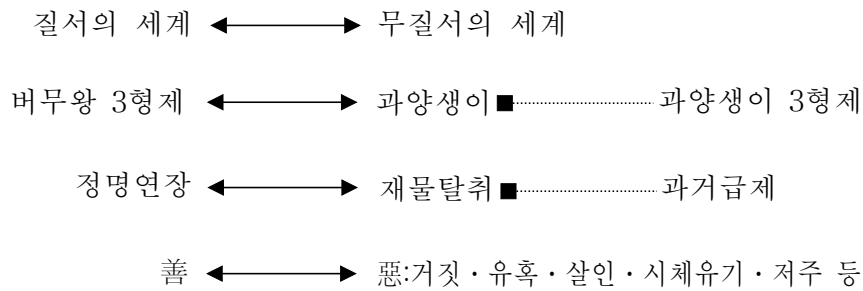 질서의 세계 무질서의 세계
버무왕 3형제 과양생이 과양생이 3형제
정명연장 재물탈취 과거급제
善 惡:거짓・유혹・살인・시체유기・저주 등